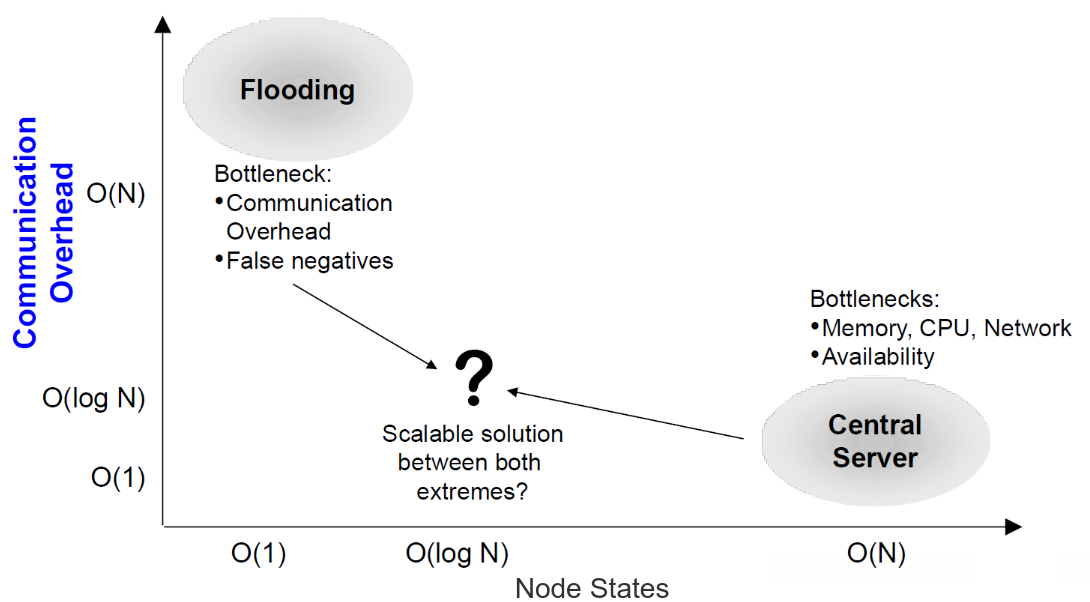 Flooding
Communication
Overhead
O(N)
Bottleneck:
•Communication
Overhead
•False negatives
Bottlenecks:
•Memory, CPU, Network
•Availability
?
O(log N)
Scalable solution
between both
extremes?
Central
Server
O(1)
O(1)
O(log N)
O(N)
Node States